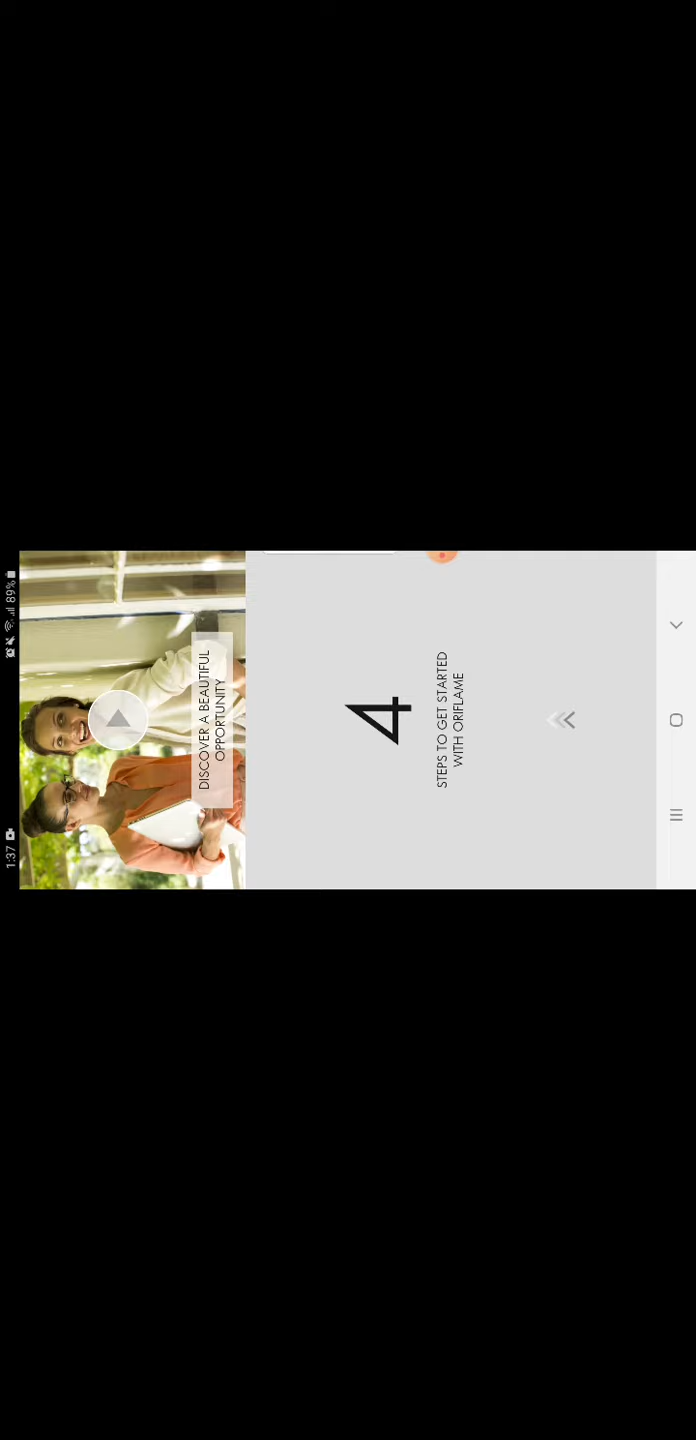 1:37
89%
DISCOVER A BEAUTIFUL
OPPORTUNITY
4
STEPS TO GET STARTED
WITH ORIFLAME